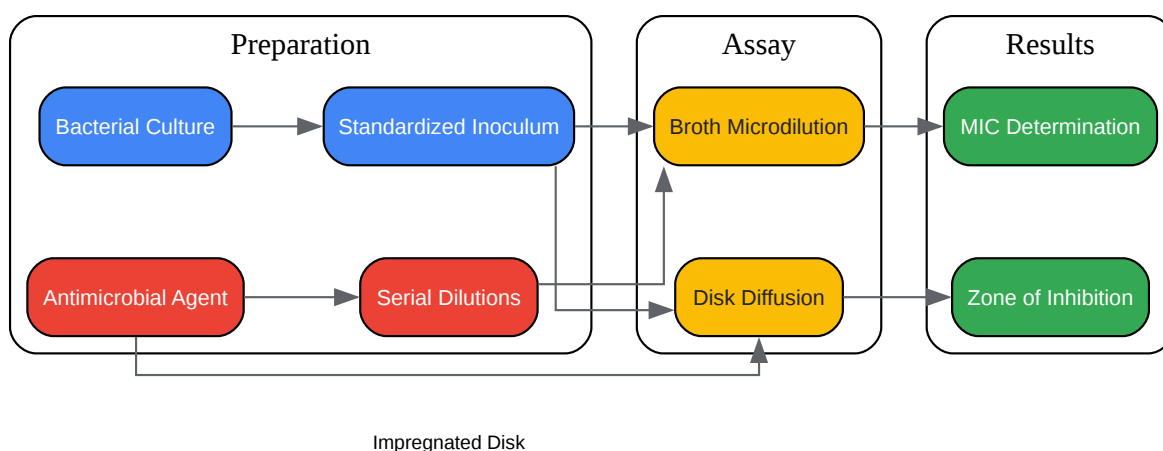 Preparation
Assay
Results
Bacterial Culture
Standardized Inoculum
Broth Microdilution
MIC Determination
Antimicrobial Agent
Serial Dilutions
Disk Diffusion
Zone of Inhibition
Impregnated Disk